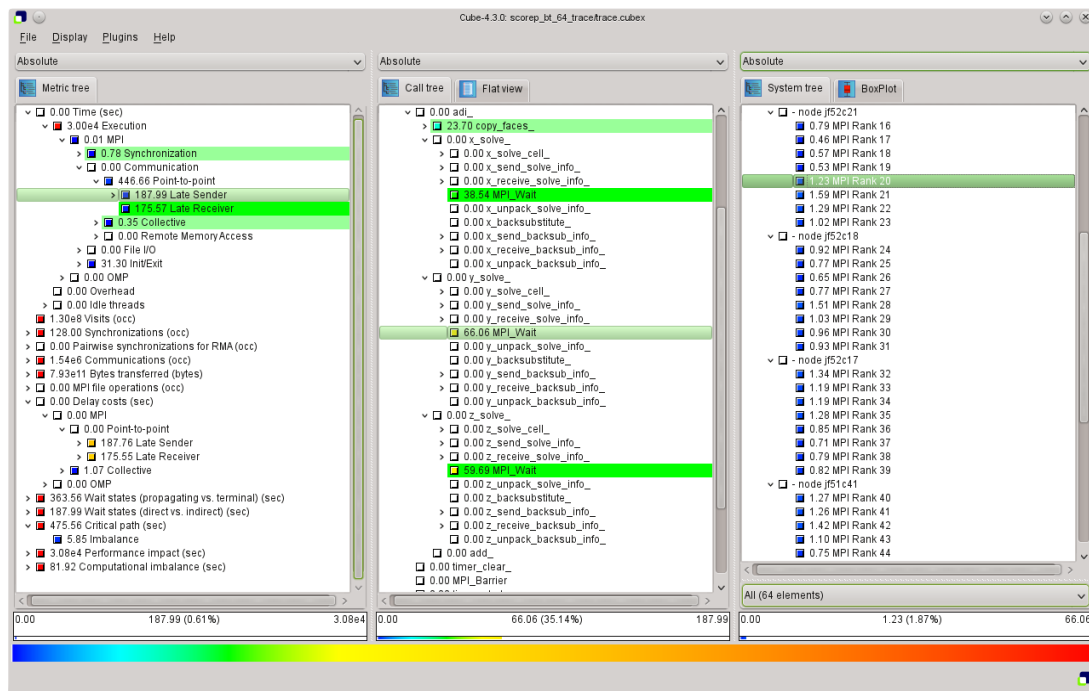 Cube-4.3.0: scorep_bt_64_trace/trace.cubex
File Display Plugins Help
Absolute
Metric tree
0.00 Time (sec)
3.00e4 Execution
0.01 MPI
0.78 Synchronization
0.00 Communication
446.66 Point-to-point
187.99 Late Sender
175.57 Late Receiver
0.35 Collective
0.00 Remote Memory Access
0.00 File I/O
31.30 Init/Exit
0.00 OMP
0.00 Overhead
0.00 Idle threads
1.30e8 Visits (occ)
128.00 Synchronizations (occ)
0.00 Pairwise synchronizations for RMA (occ)
1.54e6 Communications (occ)
7.93e11 Bytes transferred (bytes)
0.00 MPI file operations (occ)
0.00 Delay costs (sec)
0.00 MPI
0.00 Point-to-point
187.76 Late Sender
175.55 Late Receiver
1.07 Collective
0.00 OMP
363.56 Wait states (propagating vs. terminal) (sec)
187.99 Wait states (direct vs. indirect) (sec)
475.56 Critical path (sec)
5.85 Imbalance
3.08e4 Performance impact (sec)
81.92 Computational imbalance (sec)
0.00 187.99 (0.61%) 3.08e4
Absolute
Call tree Flat view
0.00 adi_
23.70 copy_faces_
0.00 x_solve_
0.00 x_solve_cell_
0.00 x_send_solve_info_
0.00 x_receive_solve_info_
38.54 MPI_Wait
0.00 x_unpack_solve_info_
0.00 x_backsubstitute_
0.00 x_send_backsub_info_
0.00 x_receive_backsub_info_
0.00 x_unpack_backsub_info_
0.00 y_solve_
0.00 y_solve_cell_
0.00 y_send_solve_info_
0.00 y_receive_solve_info_
66.06 MPI_Wait
0.00 y_unpack_solve_info_
0.00 y_backsubstitute_
0.00 y_send_backsub_info_
0.00 y_receive_backsub_info_
0.00 y_unpack_backsub_info_
0.00 z_solve_
0.00 z_solve_cell_
0.00 z_send_solve_info_
0.00 z_receive_solve_info_
59.69 MPI_Wait
0.00 z_unpack_solve_info_
0.00 z_backsubstitute_
0.00 z_send_backsub_info_
0.00 z_receive_backsub_info_
0.00 z_unpack_backsub_info_
0.00 add_
0.00 timer_clear_
0.00 MPI_Barrier
0.00 66.06 (35.14%) 187.99
Absolute
System tree BoxPlot
- node jf52c21
0.79 MPI Rank 16
0.46 MPI Rank 17
0.57 MPI Rank 18
0.53 MPI Rank 19
1.23 MPI Rank 20
1.59 MPI Rank 21
1.29 MPI Rank 22
1.02 MPI Rank 23
- node jf52c18
0.92 MPI Rank 24
0.77 MPI Rank 25
0.65 MPI Rank 26
0.77 MPI Rank 27
1.51 MPI Rank 28
1.03 MPI Rank 29
0.96 MPI Rank 30
0.93 MPI Rank 31
- node jf52c17
1.34 MPI Rank 32
1.19 MPI Rank 33
1.19 MPI Rank 34
1.28 MPI Rank 35
0.85 MPI Rank 36
0.71 MPI Rank 37
0.79 MPI Rank 38
0.82 MPI Rank 39
- node jf51c41
1.27 MPI Rank 40
1.26 MPI Rank 41
1.42 MPI Rank 42
1.10 MPI Rank 43
0.75 MPI Rank 44
All (64 elements)
0.00 1.23 (1.87%) 66.06